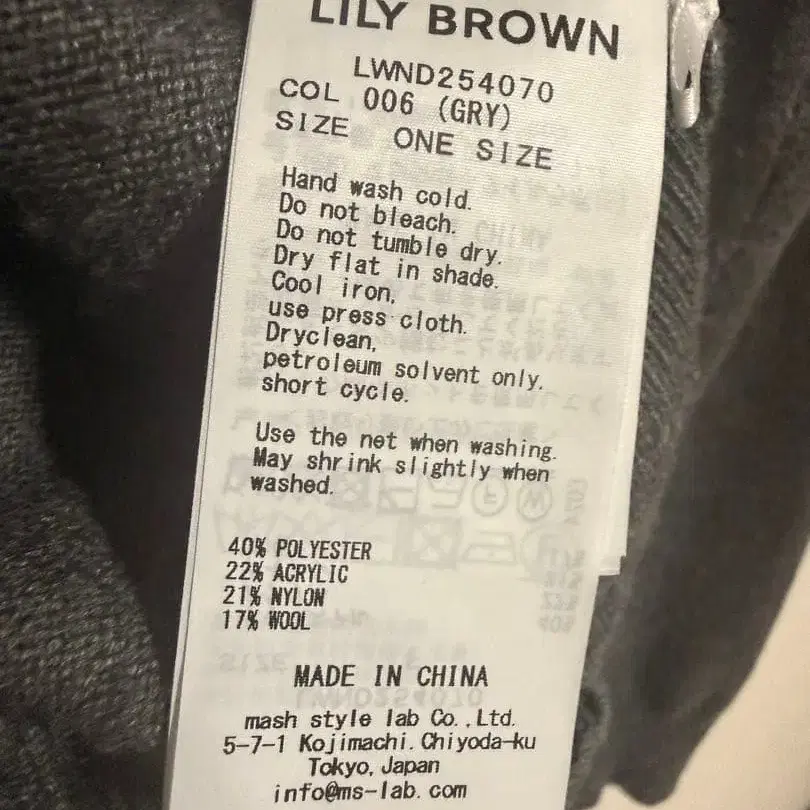 LILY BROWN
LWND254070
COL 006 (GRY)
SIZE ONE SIZE
Hand wash cold.
Do not bleach.
Do not tumble dry.
Dry flat in shade.
Cool iron,
use press cloth.
Dryclean,
petroleum solvent only.
short cycle.
Use the net when washing.
May shrink slightly when
washed.
40% POLYESTER
22% ACRYLIC
21% NYLON
17% WOOL
MADE IN CHINA
mash style lab Co.,Ltd.
5-7-1 Kojimachi.Chiyoda-ku
Tokyo, Japan
info@ms-lab.com